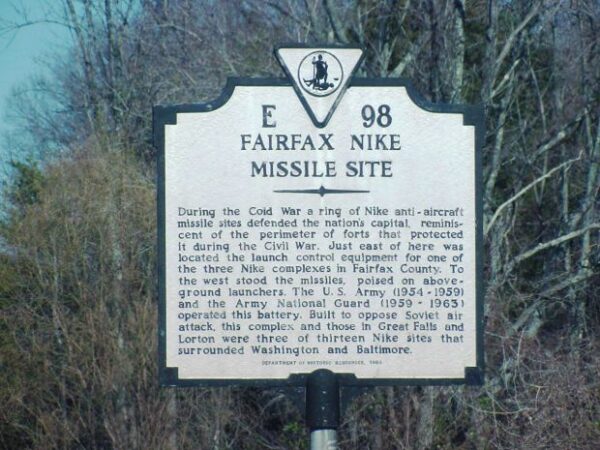 E 98
FAIRFAX NIKE
MISSILE SITE
During the Cold War a ring of Nike anti-aircraft
missile sites defended the nation's capital, reminis-
cent of the perimeter of forts that protected
it during the Civil War. Just east of here was
located the launch control equipment for one of
the three Nike complexes in Fairfax County. To
the west stood the missiles, poised on above-
ground launchers. The U.S. Army (1954-1959)
and the Army National Guard (1959-1963)
operated this battery. Built to oppose Soviet air
attack, this complex and those in Great Falls and
Lorton were three of thirteen Nike sites that
surrounded Washington and Baltimore.
DEPARTMENT OF HISTORIC RESOURCES,